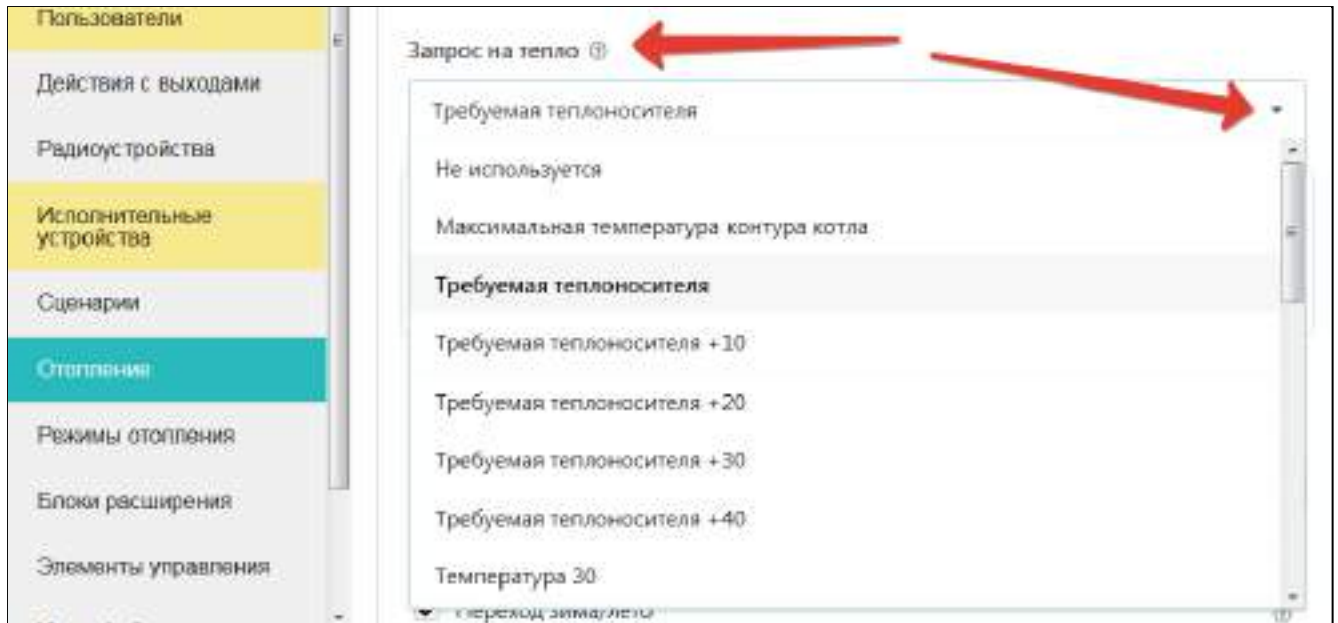 Пользователи
Действия с выходами
Радиоустройства
Исполнительные
устройства
Сценарии
Отопление
Режимы отопления
Блоки расширения
Элементы управления
Запрос на тепло
Требуемая теплоносителя
Не используется
Максимальная температура контура котла
Требуемая теплоносителя
Требуемая теплоносителя +10
Требуемая теплоносителя +20
Требуемая теплоносителя +30
Требуемая теплоносителя +40
Температура 30
Переход зима/лето